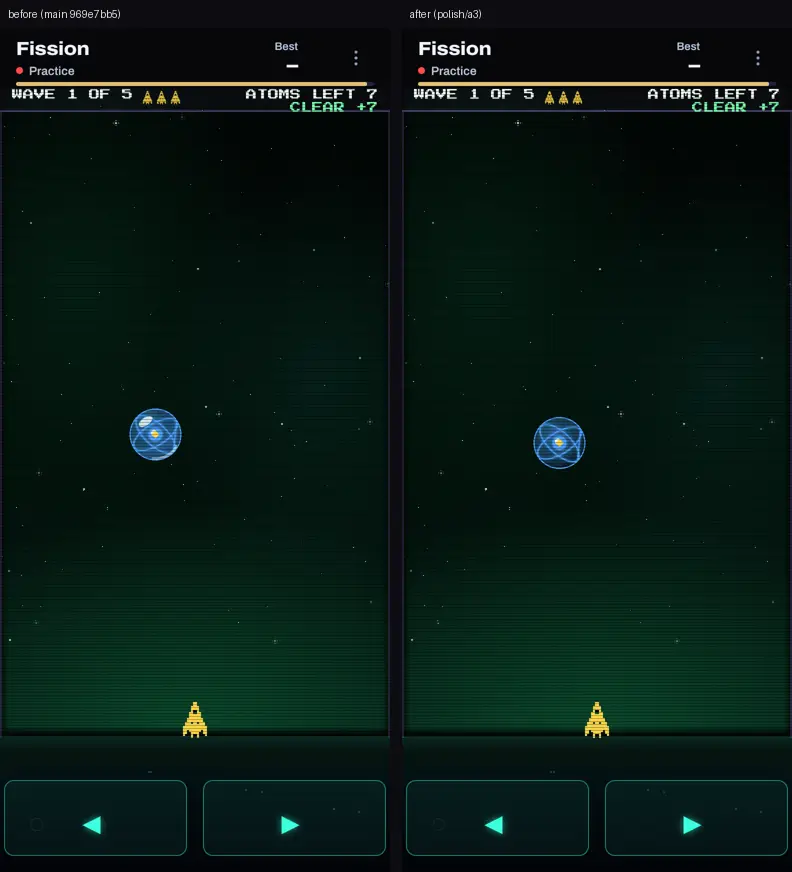 before (main 969e7bb5)
Fission
Best
Practice
WAVE 1 OF 5
ATOMS LEFT 7
CLEAR +7
after (polish/a3)
Fission
Best
Practice
WAVE 1 OF 5
ATOMS LEFT 7
CLEAR +7